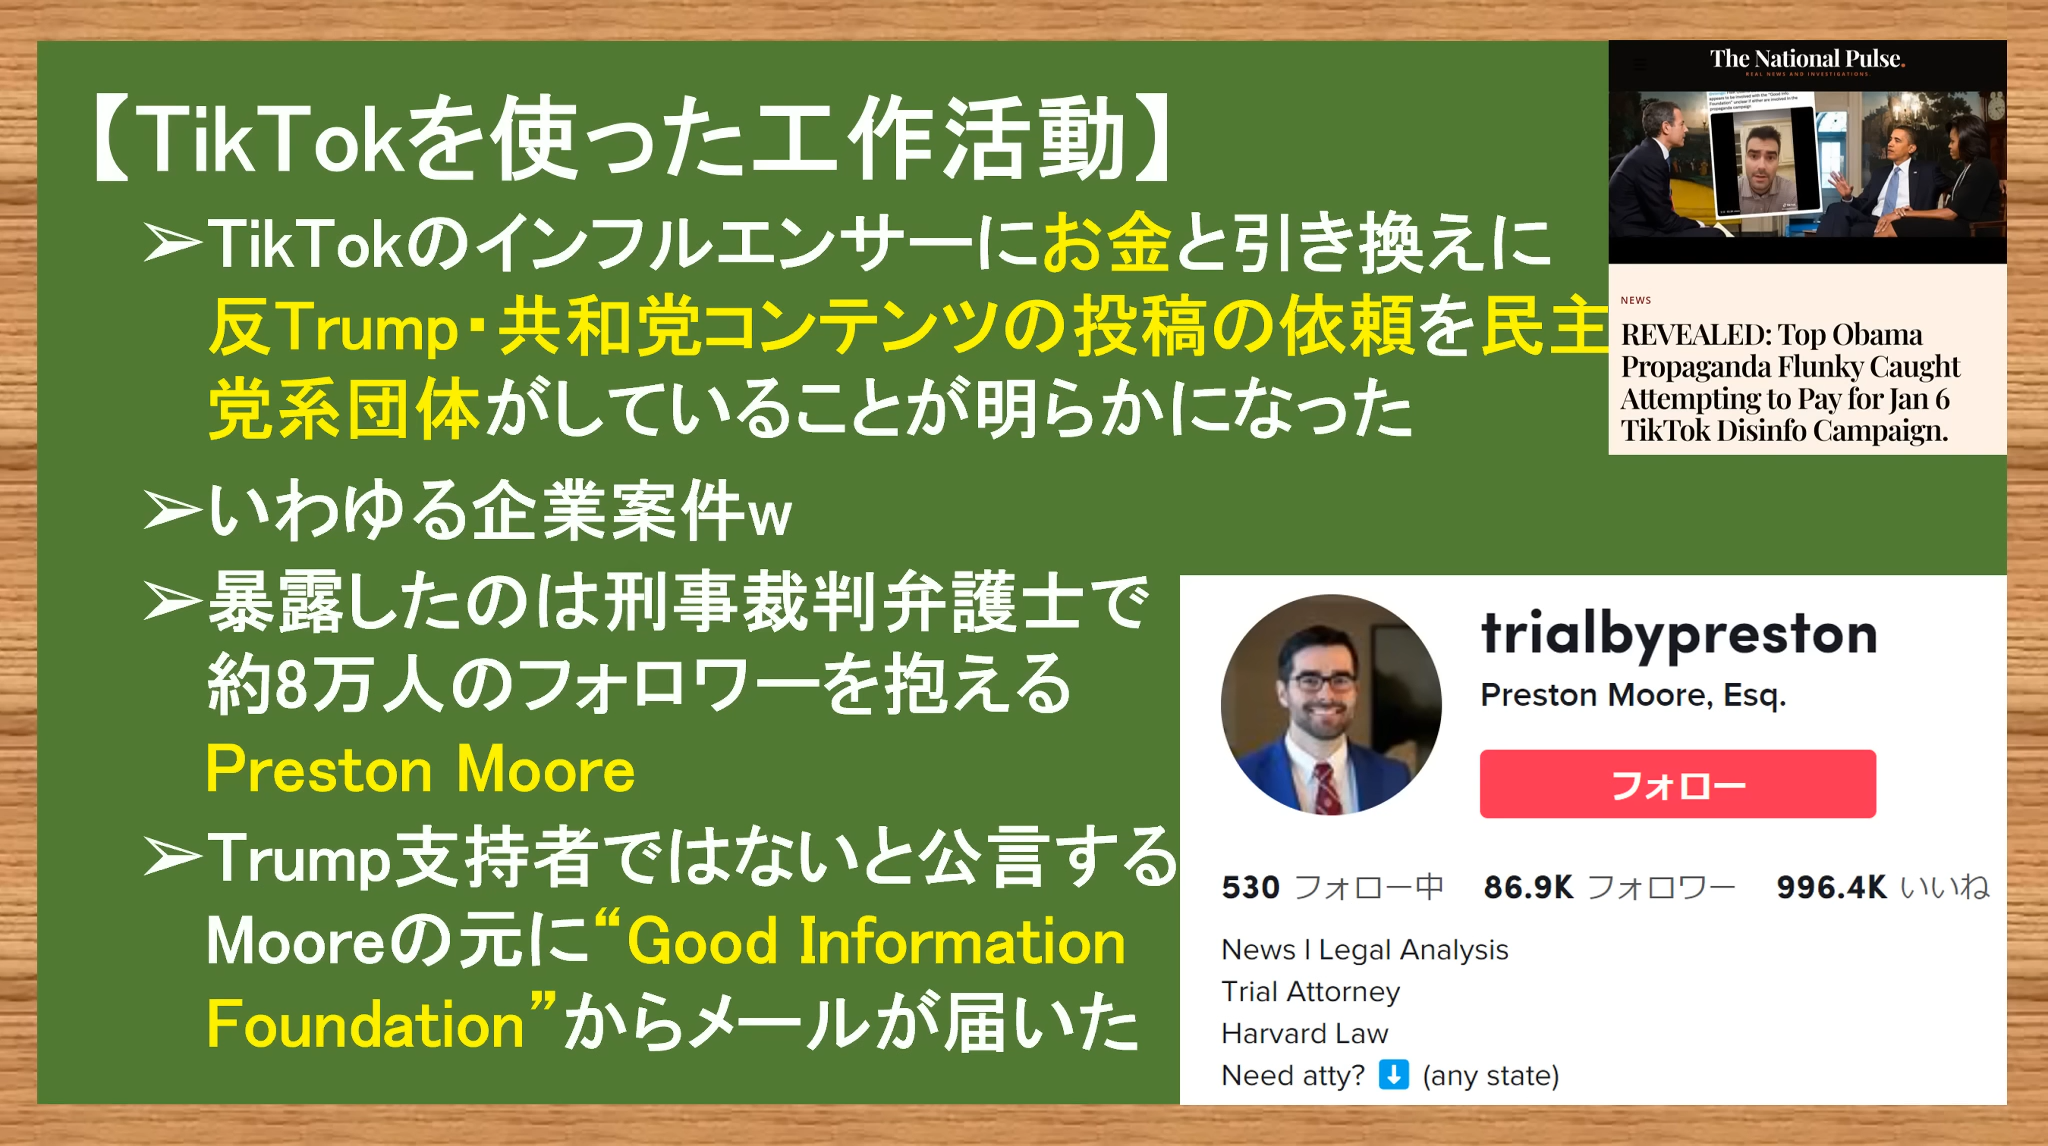 【TikTokを使った工作活動】
➢TikTokのインフルエンサーにお金と引き換えに
反Trump・共和党コンテンツの投稿の依頼を民主
党系団体がしていることが明らかになった
➢いわゆる企業案件w
➢暴露したのは刑事裁判弁護士で
約8万人のフォロワーを抱える
Preston Moore
➢Trump支持者ではないと公言する
Mooreの元に“Good Information
Foundation”からメールが届いた
The National Pulse.
REAL NEWS AND INVESTIGATIONS.
NEWS
REVEALED: Top Obama
Propaganda Flunky Caught
Attempting to Pay for Jan 6
TikTok Disinfo Campaign.
trialbypreston
Preston Moore, Esq.
フォロー
530 フォロー中 86.9K フォロワー 996.4K いいね
News l Legal Analysis
Trial Attorney
Harvard Law
Need atty? ⬇️ (any state)